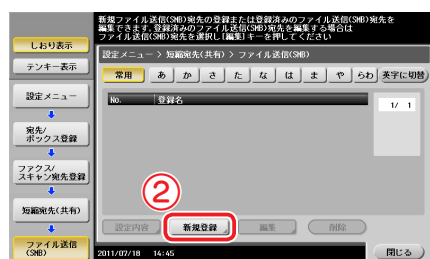 新規ファイル送信(SMB)宛先の登録または登録済みのファイル送信(SMB)宛先を
編集できます。登録済みのファイル送信(SMB)宛先を編集する場合は
ファイル送信(SMB)宛先を選択し[編集]キーを押してください
しおり表示
テンキー表示
設定メニュー > 短縮宛先(共有) > ファイル送信(SMB)
常用 あ か さ た な は ま や らわ 英字に切替
設定メニュー
宛先/
ボックス登録
ファクス/
スキャン宛先登録
短縮宛先(共有)
ファイル送信
(SMB)
No. 登録名
1/ 1
2
設定内容 新規登録 編集 削除
2011/07/18 14:45
閉じる